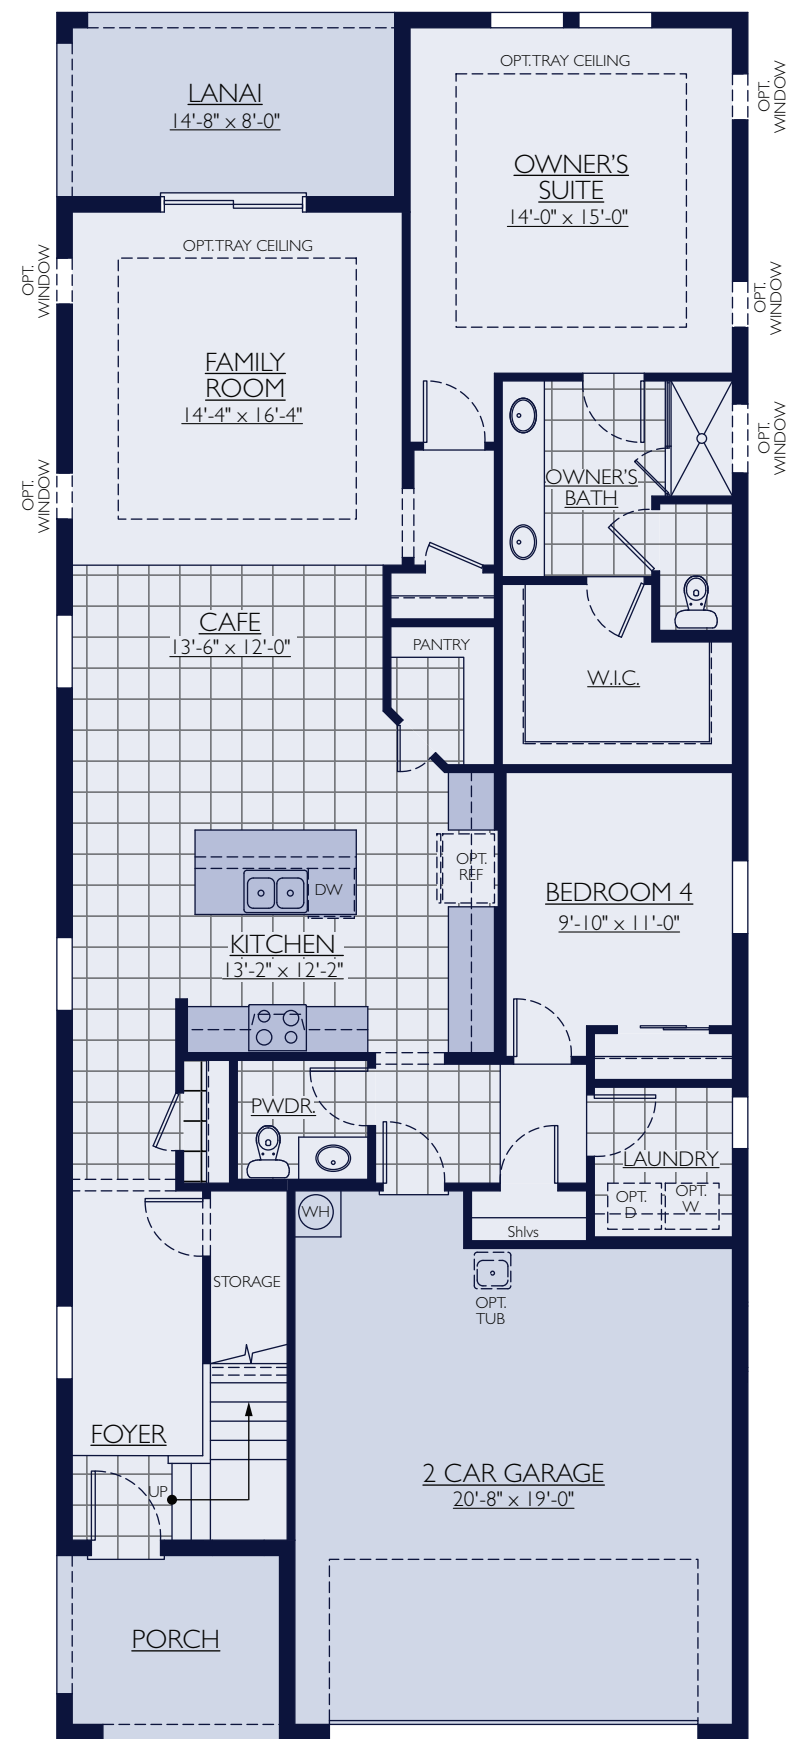 LANAI
14'-8" x 8'-0"
OPT.TRAY CEILING
OWNER'S
SUITE
14'-0" x 15'-0"
OPT.
WINDOW
OPT.
WINDOW
OPT.
WINDOW
OPT.TRAY CEILING
OPT.
WINDOW
OPT.
WINDOW
FAMILY
ROOM
14'-4" x 16'-4"
OWNER'S
BATH
CAFE
13'-6" x 12'-0"
PANTRY
W.I.C.
OPT.
REF
DW
BEDROOM 4
9'-10" x 11'-0"
KITCHEN
13'-2" x 12'-2"
PWDR.
LAUNDRY
OPT.
D
OPT.
W
WH
Shlvs
STORAGE
OPT.
TUB
FOYER
UP
2 CAR GARAGE
20'-8" x 19'-0"
PORCH